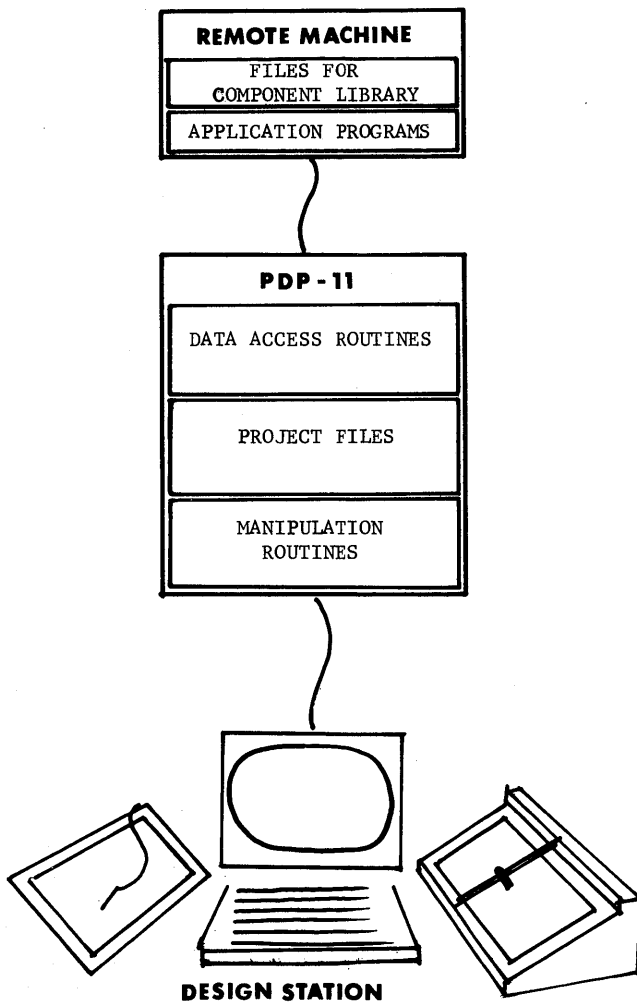 REMOTE MACHINE
FILES FOR
COMPONENT LIBRARY
APPLICATION PROGRAMS
PDP-11
DATA ACCESS ROUTINES
PROJECT FILES
MANIPULATION
ROUTINES
DESIGN STATION